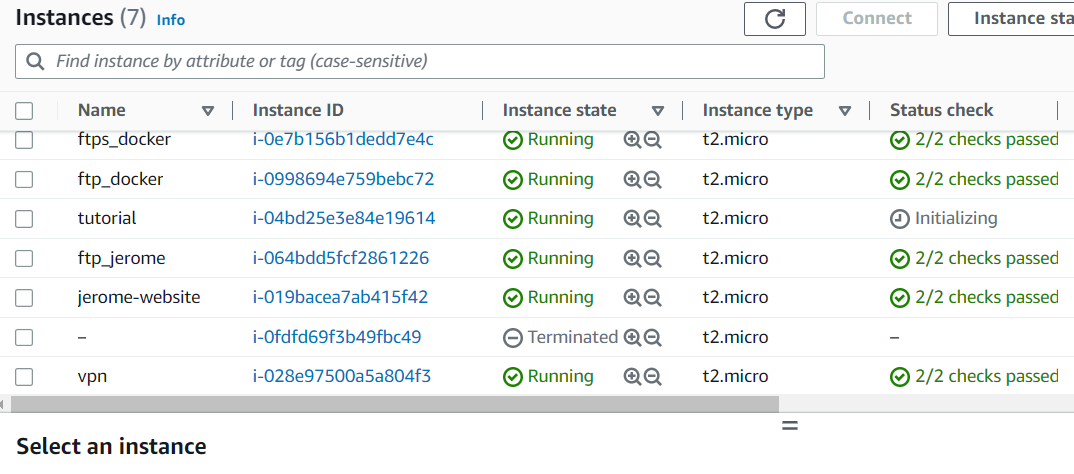 Instances (7) Info
Connect
Instance sta
Find instance by attribute or tag (case-sensitive)
Name Instance ID Instance state Instance type Status check
ftps_docker i-0e7b156b1dedd7e4c Running t2.micro 2/2 checks passed
ftp_docker i-0998694e759bebc72 Running t2.micro 2/2 checks passed
tutorial i-04bd25e3e84e19614 Running t2.micro Initializing
ftp_jerome i-064bdd5fcf2861226 Running t2.micro 2/2 checks passed
jerome-website i-019bacea7ab415f42 Running t2.micro 2/2 checks passed
– i-0fdfd69f3b49fbc49 Terminated t2.micro –
vpn i-028e97500a5a804f3 Running t2.micro 2/2 checks passed
Select an instance